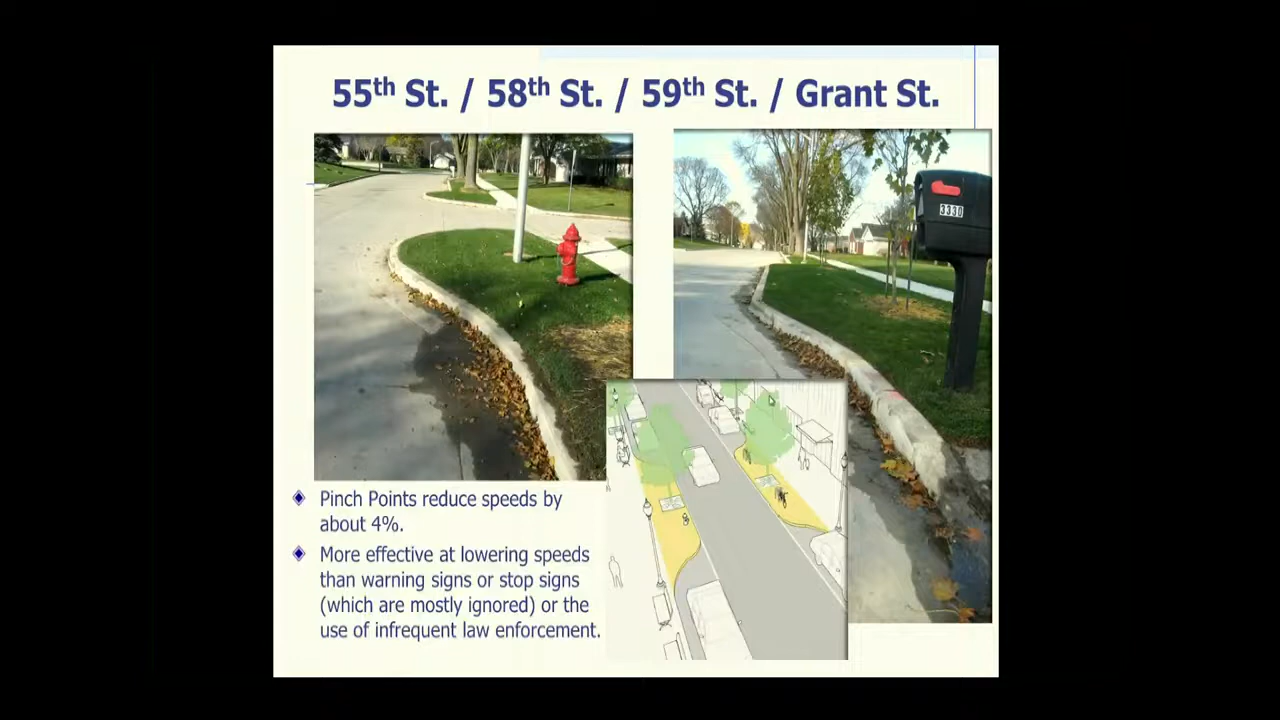 55th St. / 58th St. / 59th St. / Grant St.
3330
Pinch Points reduce speeds by
about 4%.
More effective at lowering speeds
than warning signs or stop signs
(which are mostly ignored) or the
use of infrequent law enforcement.